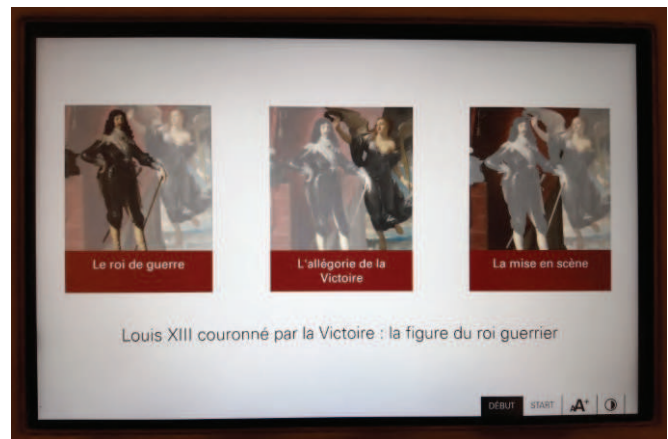 Le roi de guerre
L'allégorie de la
Victoire
La mise en scène
Louis XIII couronné par la Victoire : la figure du roi guerrier
DÉBUT START AA+